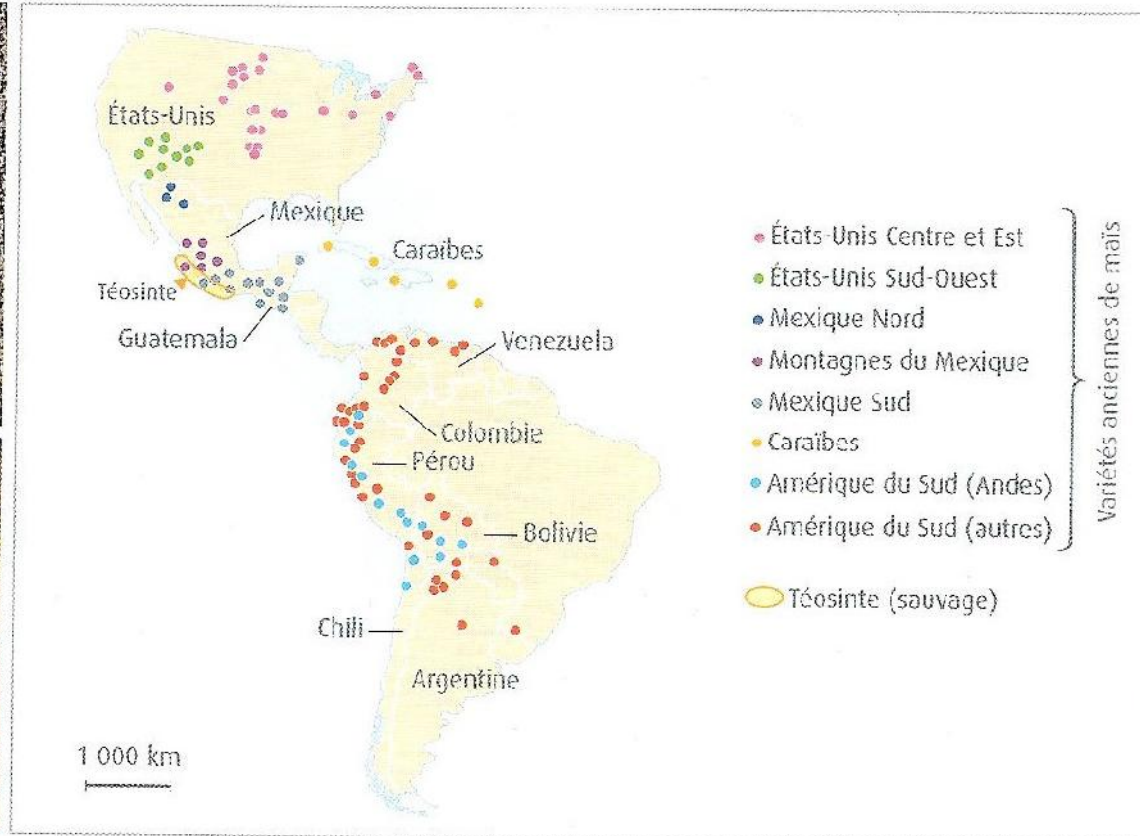 États-Unis
Mexique
Caraïbes
Téosinte
Guatemala
Venezuela
Colombie
Pérou
Bolivie
Chili
Argentine
1 000 km
États-Unis Centre et Est
États-Unis Sud-Ouest
Mexique Nord
Montagnes du Mexique
Mexique Sud
Caraïbes
Amérique du Sud (Andes)
Amérique du Sud (autres)
Téosinte (sauvage)
Variétés anciennes de maïs